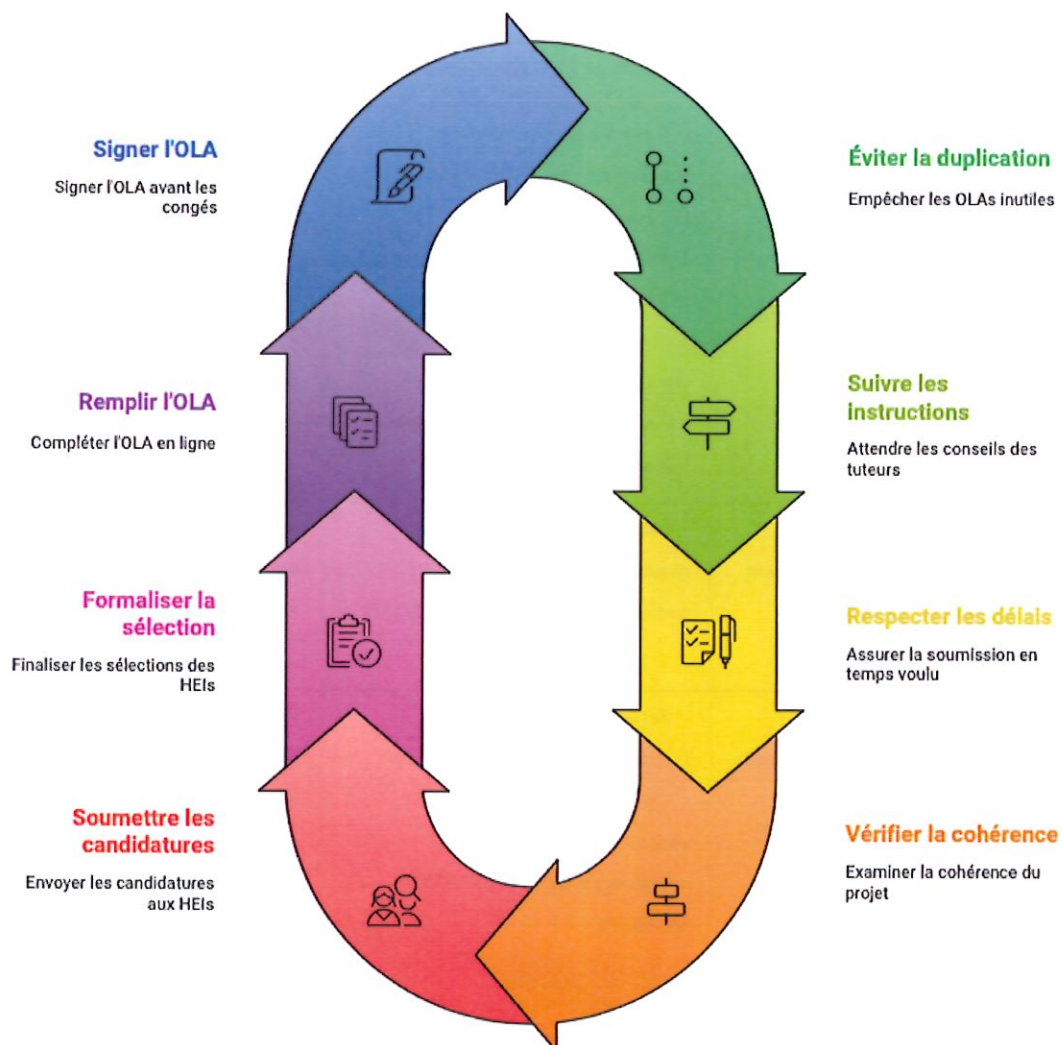 Signer l'OLA
Signer l'OLA avant les
congés
Éviter la duplication
Empêcher les OLAs inutiles
Remplir l'OLA
Compléter l'OLA en ligne
Suivre les
instructions
Attendre les conseils des
tuteurs
Formaliser la
sélection
Finaliser les sélections des
HEIs
Respecter les délais
Assurer la soumission en
temps voulu
Soumettre les
candidatures
Envoyer les candidatures
aux HEIs
Vérifier la cohérence
Examiner la cohérence du
projet